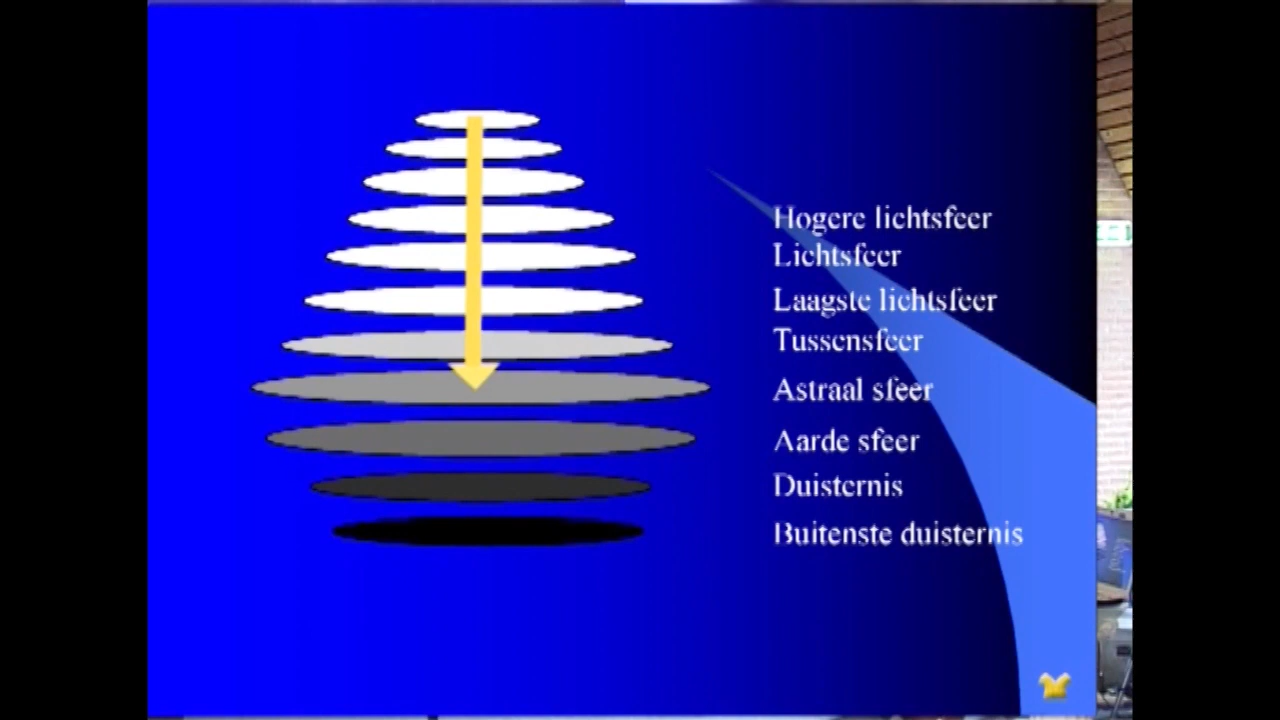 Hogere lichtsfeer
Lichtsfeer
Laagste lichtsfeer
Tussensfeer
Astraal sfeer
Aarde sfeer
Duisternis
Buitenste duisternis